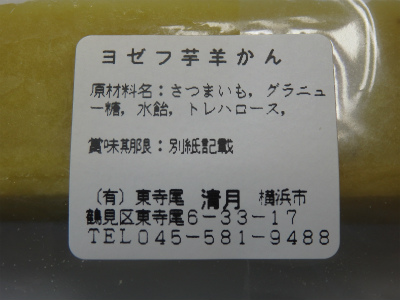 ヨゼフ芋羊かん
原材料名：さつまいも，グラニュ
ー糖，水飴，トレハロース，
賞味期限：別紙記載
（有）東寺尾 清月 横浜市
鶴見区東寺尾6－33－17
TEL045－581－9488